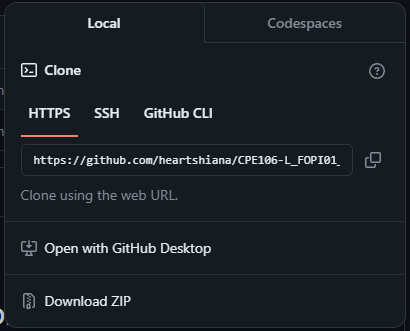 Local
Codespaces
Clone
HTTPS
SSH
GitHub CLI
https://github.com/heartshiana/CPE106-L_FOPI01_
Clone using the web URL.
Open with GitHub Desktop
Download ZIP